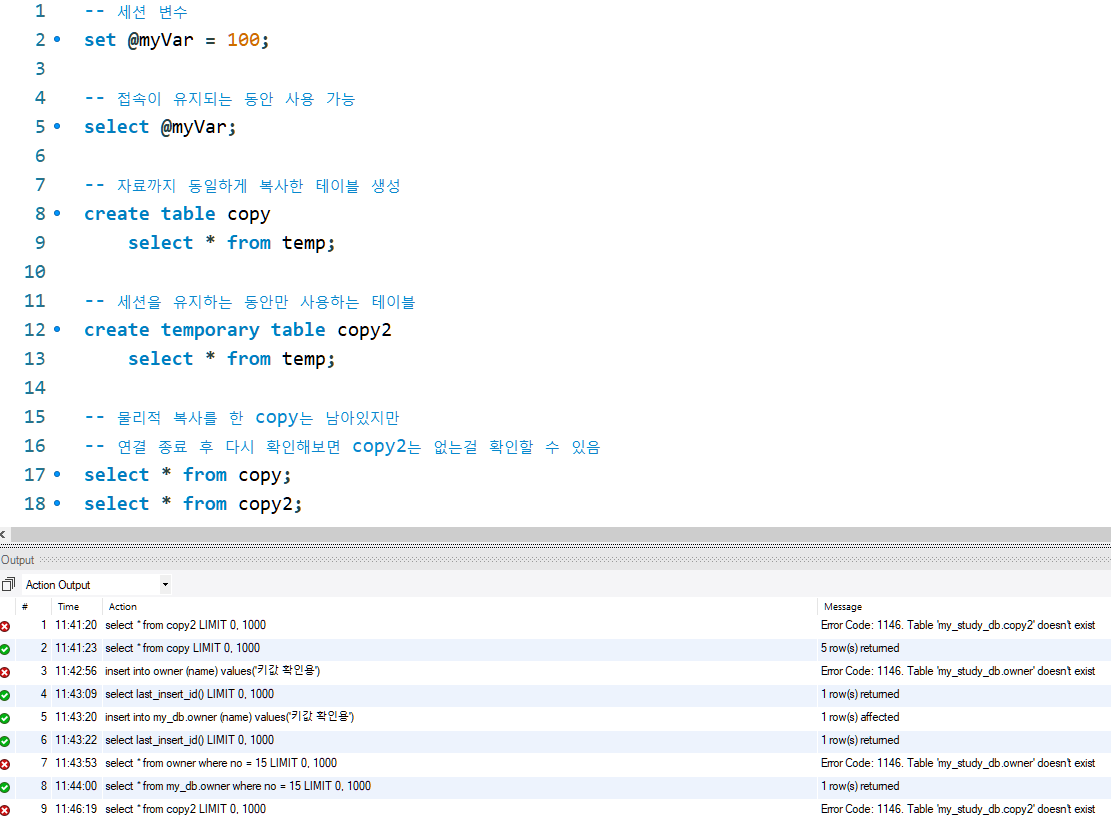 1 -- 세션 변수
2 set @myVar = 100;
3
4 -- 접속이 유지되는 동안 사용 가능
5 select @myVar;
6
7 -- 자료까지 동일하게 복사한 테이블 생성
8 create table copy
9 select * from temp;
10
11 -- 세션을 유지하는 동안만 사용하는 테이블
12 create temporary table copy2
13 select * from temp;
14
15 -- 물리적 복사를 한 copy는 남아있지만
16 -- 연결 종료 후 다시 확인해보면 copy2는 없는걸 확인할 수 있음
17 select * from copy;
18 select * from copy2;
Output
Action Output
# Time Action Message
1 11:41:20 select * from copy2 LIMIT 0, 1000 Error Code: 1146. Table 'my_study_db.copy2' doesn't exist
2 11:41:23 select * from copy LIMIT 0, 1000 5 row(s) returned
3 11:42:56 insert into owner (name) values('키값 확인용') Error Code: 1146. Table 'my_study_db.owner' doesn't exist
4 11:43:09 select last_insert_id() LIMIT 0, 1000 1 row(s) returned
5 11:43:20 insert into my_db.owner (name) values('키값 확인용') 1 row(s) affected
6 11:43:22 select last_insert_id() LIMIT 0, 1000 1 row(s) returned
7 11:43:53 select * from owner where no = 15 LIMIT 0, 1000 Error Code: 1146. Table 'my_study_db.owner' doesn't exist
8 11:44:00 select * from my_db.owner where no = 15 LIMIT 0, 1000 1 row(s) returned
9 11:46:19 select * from copy2 LIMIT 0, 1000 Error Code: 1146. Table 'my_study_db.copy2' doesn't exist